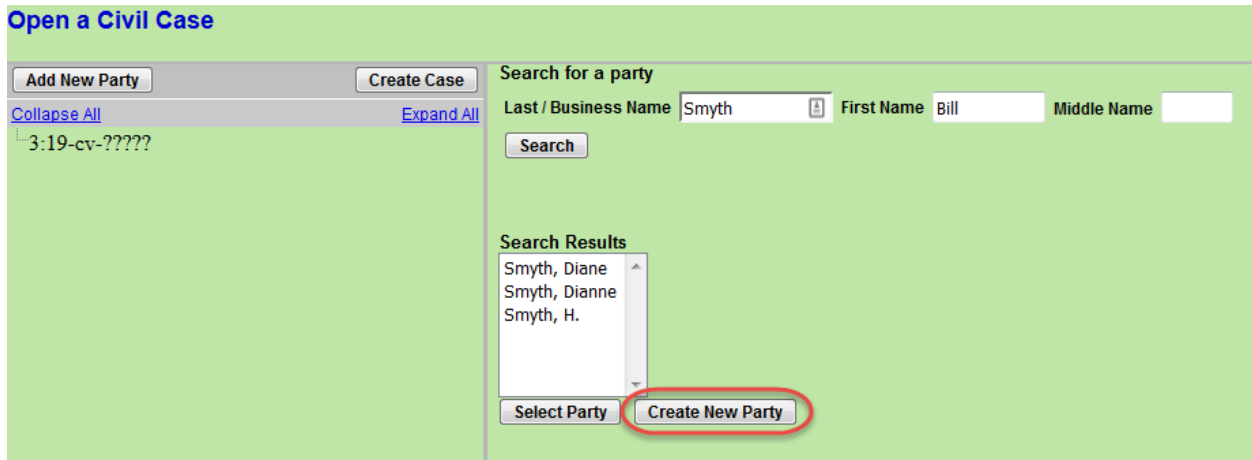 Open a Civil Case
Add New Party Create Case
Collapse All Expand All
3:19-cv-?????
Search for a party
Last / Business Name Smyth First Name Bill Middle Name
Search
Search Results
Smyth, Diane
Smyth, Dianne
Smyth, H.
Select Party Create New Party